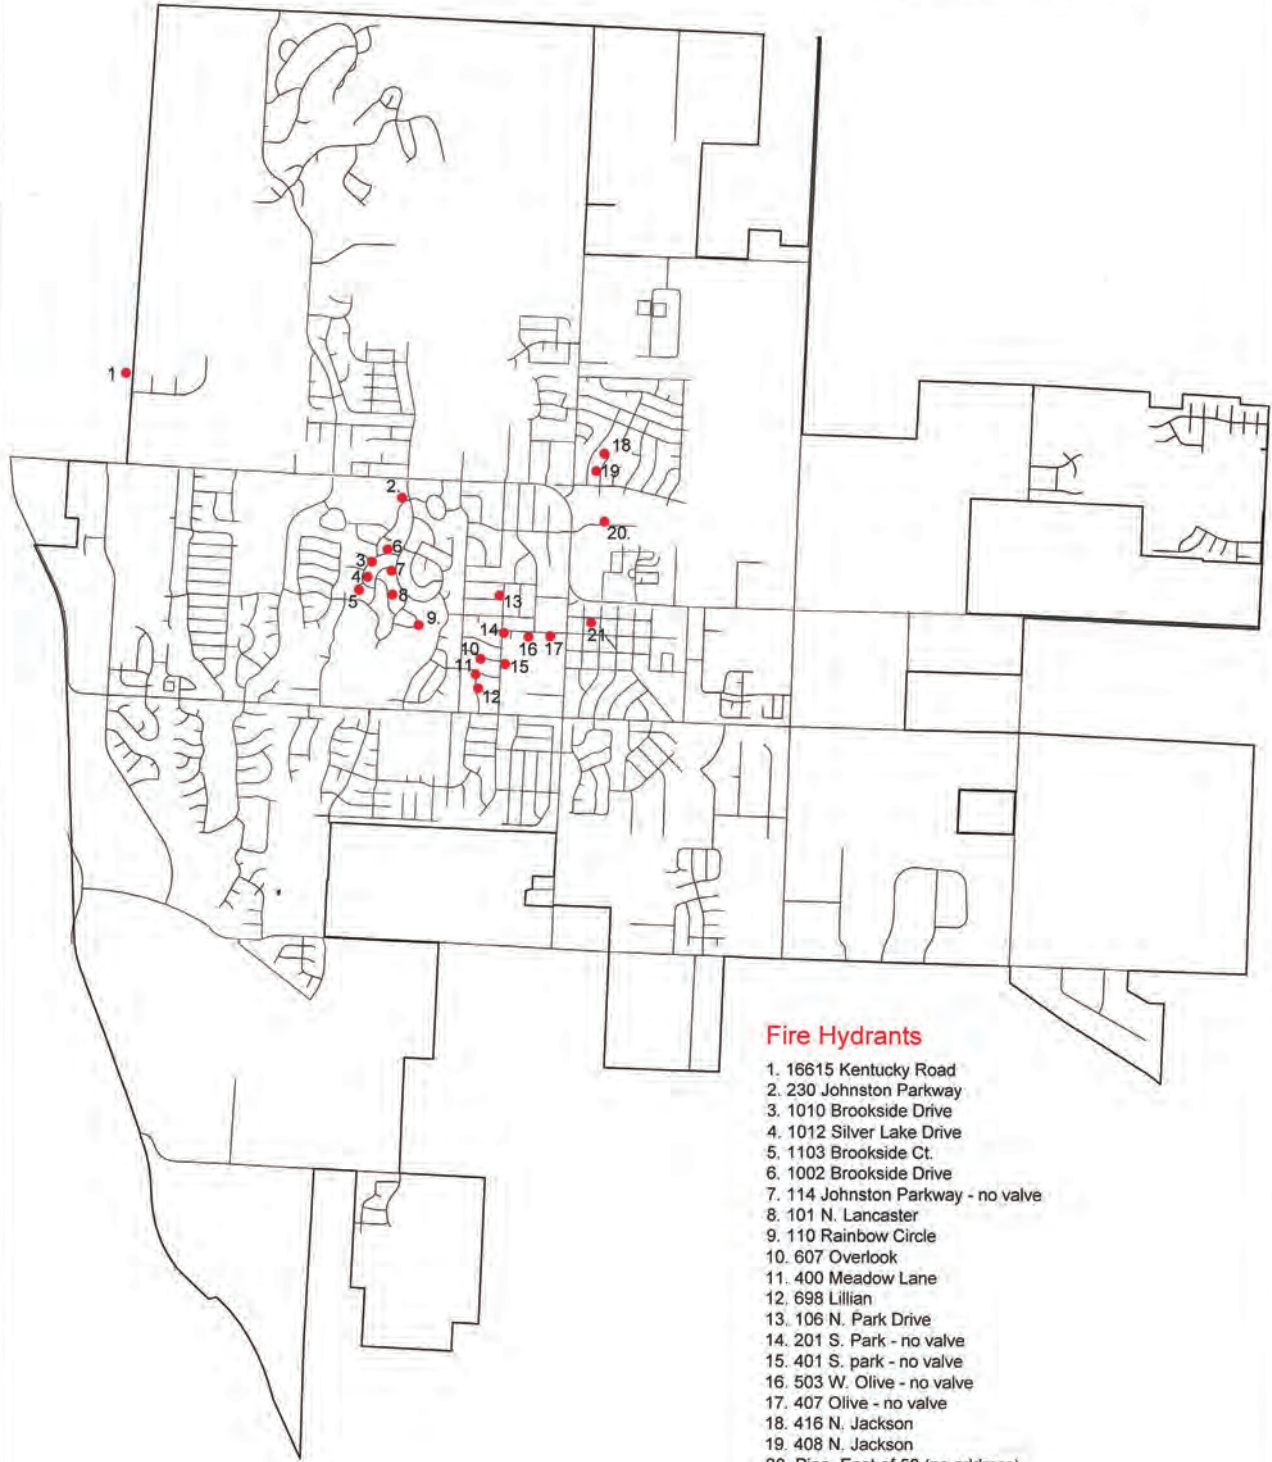 1
18
19
2.
20.
6
3
7
4
5
8
13
9.
14
21
16
17
10
15
11
12
Fire Hydrants
1. 16615 Kentucky Road
2. 230 Johnston Parkway
3. 1010 Brookside Drive
4. 1012 Silver Lake Drive
5. 1103 Brookside Ct.
6. 1002 Brookside Drive
7. 114 Johnston Parkway - no valve
8. 101 N. Lancaster
9. 110 Rainbow Circle
10. 607 Overlook
11. 400 Meadow Lane
12. 698 Lillian
13. 106 N. Park Drive
14. 201 S. Park - no valve
15. 401 S. park - no valve
16. 503 W. Olive - no valve
17. 407 Olive - no valve
18. 416 N. Jackson
19. 408 N. Jackson